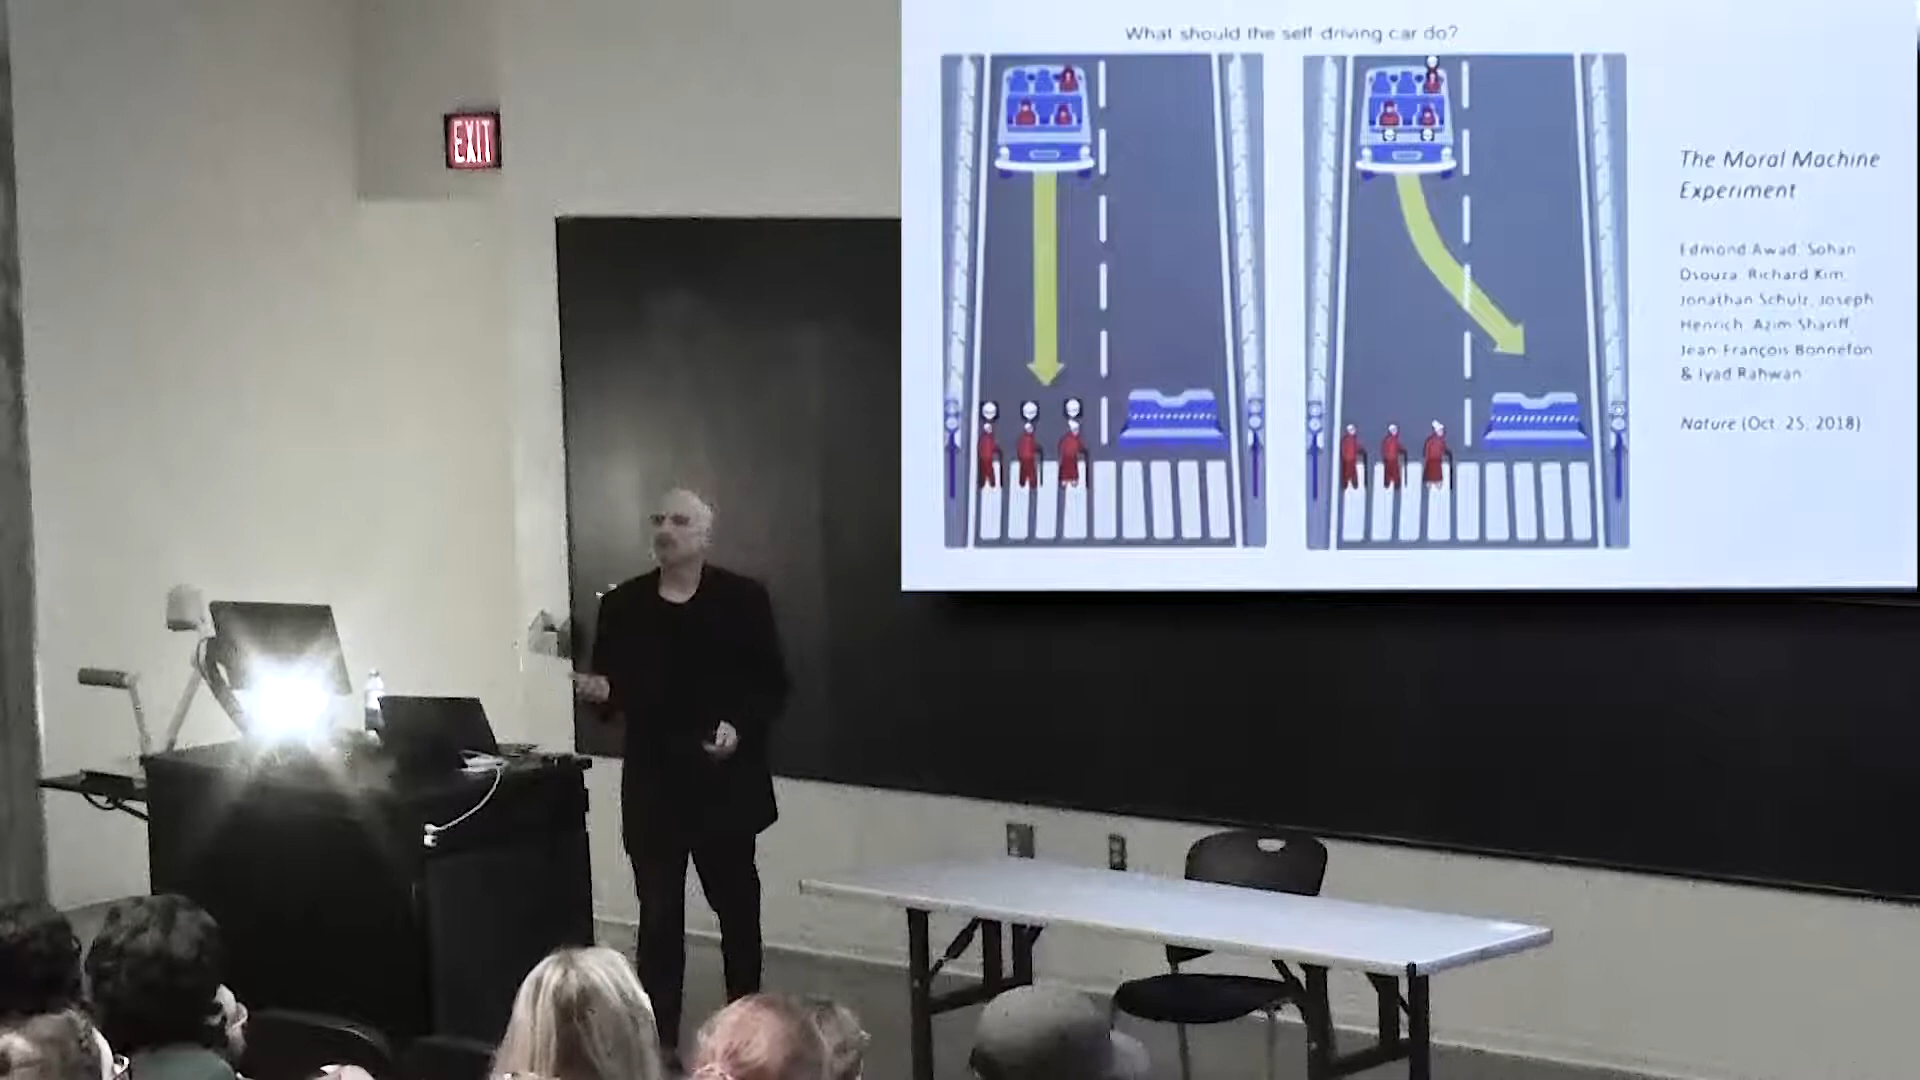 What should the self driving car do?
EXIT
The Moral Machine
Experiment
Edmond Awad, Sohan
Dsouza, Richard Kim,
Jonathan Schulz, Joseph
Henrich, Azim Shariff,
Jean-François Bonnefon
& Iyad Rahwan
Nature (Oct. 25, 2018)